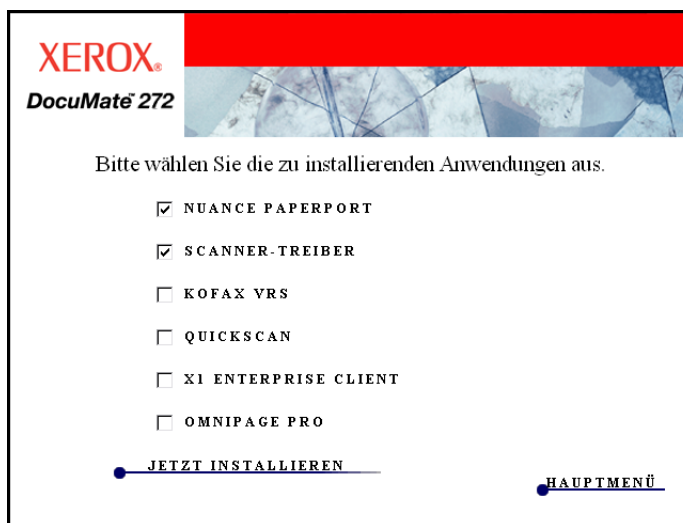 XEROX®
DocuMate™ 272
Bitte wählen Sie die zu installierenden Anwendungen aus.
NUANCE PAPERPORT
SCANNER-TREIBER
KOFAX VRS
QUICKSCAN
X1 ENTERPRISE CLIENT
OMNIPAGE PRO
JETZT INSTALLIEREN
HAUPTMENÜ